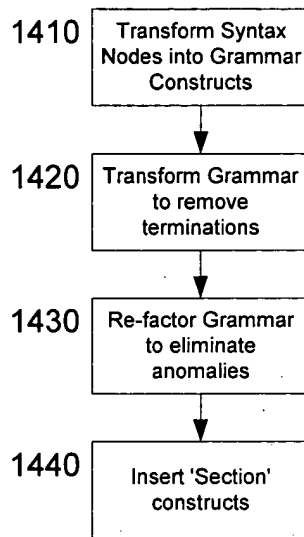 1410
Transform Syntax
Nodes into Grammar
Constructs
1420
Transform Grammar
to remove
terminations
1430
Re-factor Grammar
to eliminate
anomalies
1440
Insert 'Section'
constructs